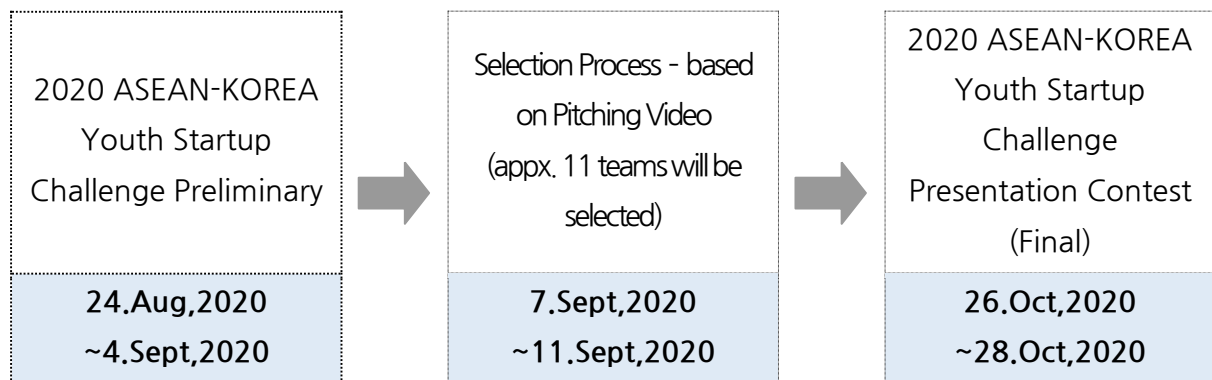 2020 ASEAN-KOREA
Youth Startup
Challenge Preliminary
24.Aug,2020
~4.Sept,2020
Selection Process - based
on Pitching Video
(appx. 11 teams will be
selected)
7.Sept,2020
~11.Sept,2020
2020 ASEAN-KOREA
Youth Startup
Challenge
Presentation Contest
(Final)
26.Oct,2020
~28.Oct,2020